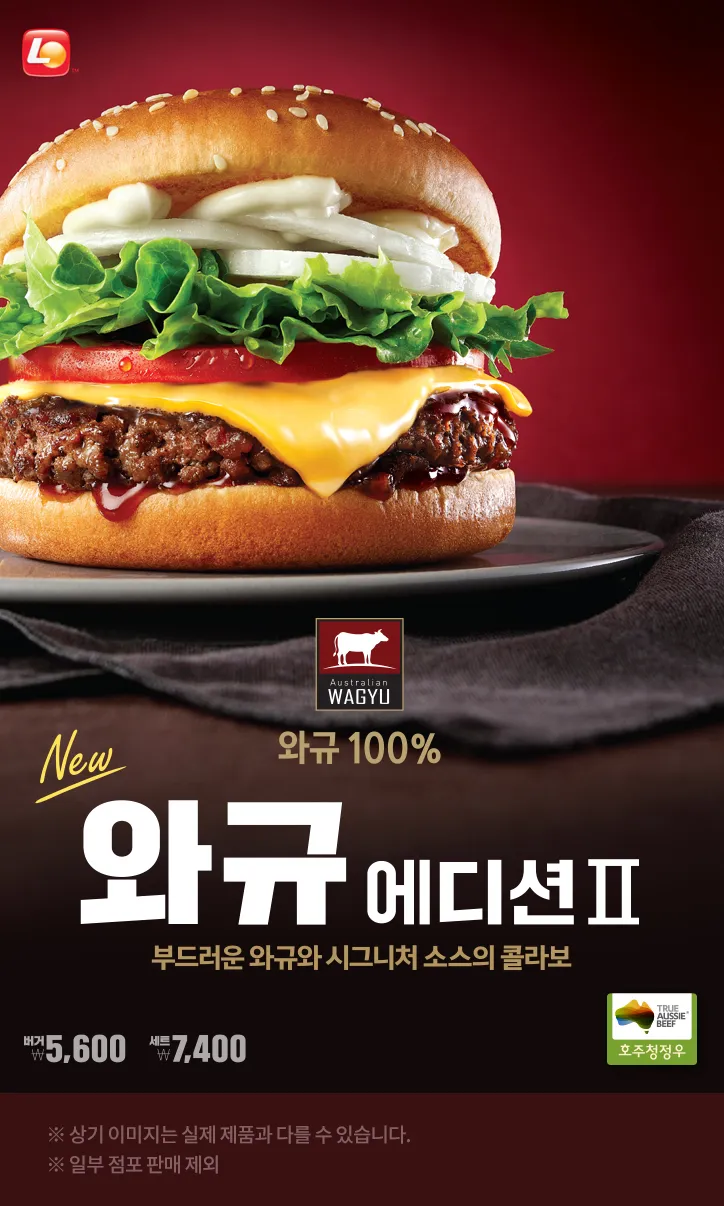 Australian
WAGYU
와규 100%
New
와규 에디션 Ⅱ
부드러운 와규와 시그니처 소스의 콜라보
버거 ₩5,600 세트 ₩7,400
TRUE
AUSSIE
BEEF
호주청정우
※ 상기 이미지는 실제 제품과 다를 수 있습니다.
※ 일부 점포 판매 제외